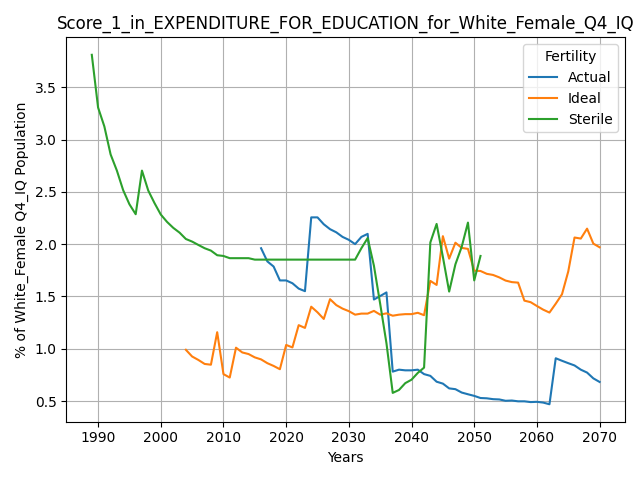 Score_1_in_EXPENDITURE_FOR_EDUCATION_for_White_Female_Q4_IQ
Fertility
Actual
Ideal
Sterile
% of White_Female Q4_IQ Population
3.5
3.0
2.5
2.0
1.5
1.0
0.5
1990 2000 2010 2020 2030 2040 2050 2060 2070
Years